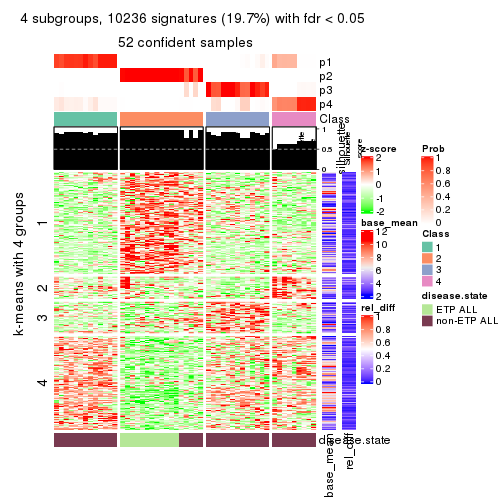 4 subgroups, 10236 signatures (19.7%) with fdr < 0.05
52 confident samples
p1
p2
p3
p4
Class
1
0.5
0
silhouette
silhouette
score
k-means with 4 groups
1
2
3
4
disease.state
base_mean
rel_diff
z-score
2
1
0
-1
-2
base_mean
12
10
8
6
4
2
rel_diff
1
0.8
0.6
0.4
0.2
0
Prob
1
0.8
0.6
0.4
0.2
0
Class
1
2
3
4
disease.state
ETP ALL
non-ETP ALL